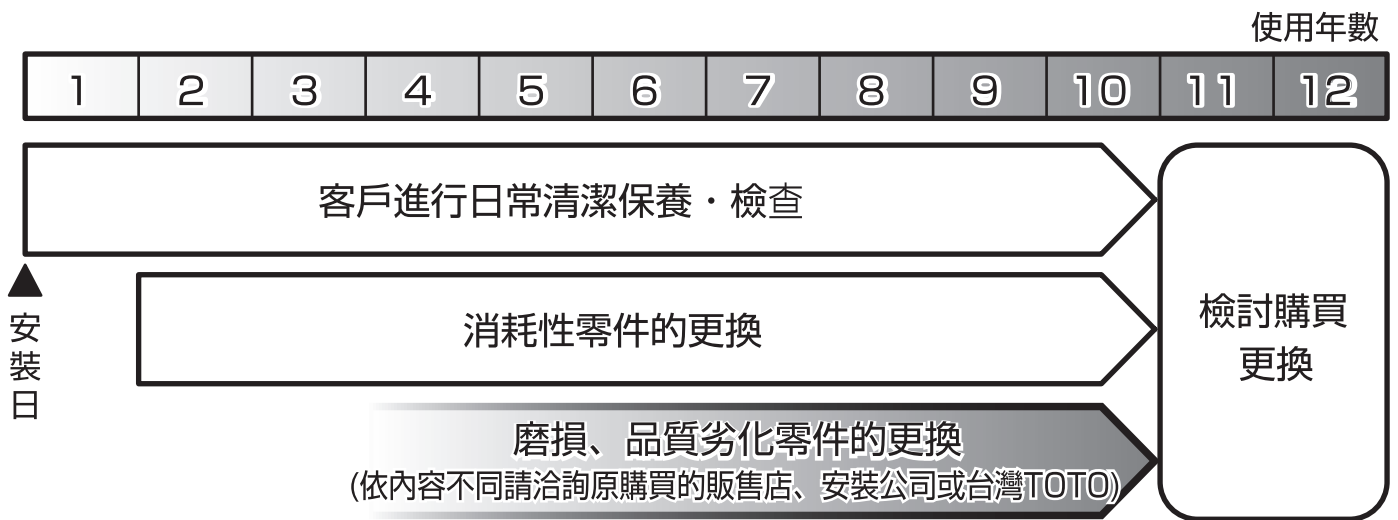 使用年數
1 2 3 4 5 6 7 8 9 10 11 12
客戶進行日常清潔保養・檢查
安裝日
消耗性零件的更換
磨損、品質劣化零件的更換
(依內容不同請洽詢原購買的販售店、安裝公司或台灣TOTO)
檢討購買
更換